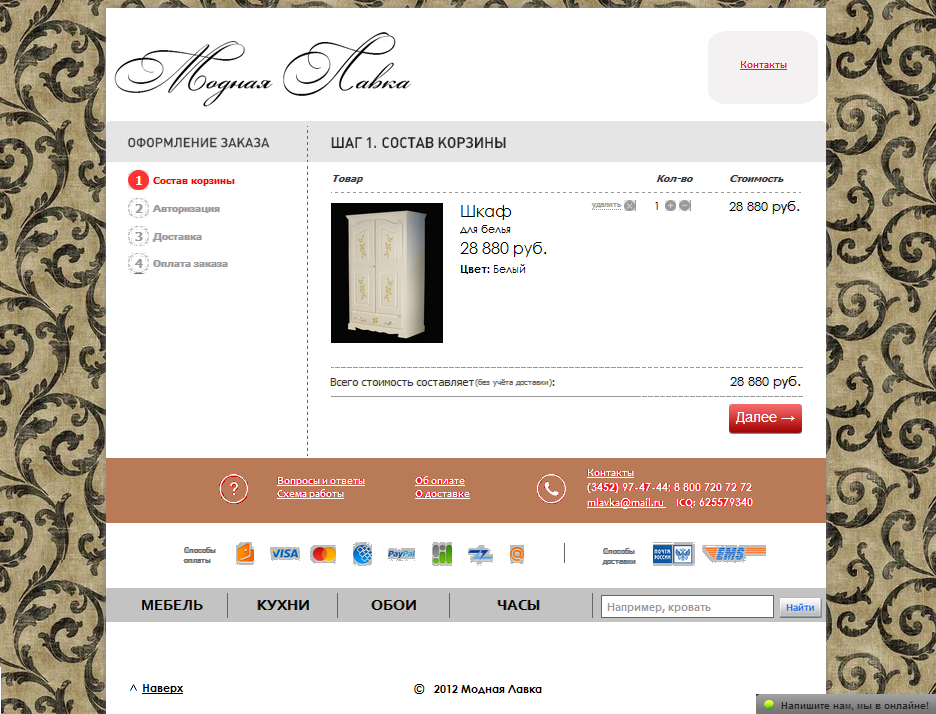 Модная Лавка
Контакты
ОФОРМЛЕНИЕ ЗАКАЗА
ШАГ 1. СОСТАВ КОРЗИНЫ
1 Состав корзины
2 Авторизация
3 Доставка
4 Оплата заказа
Товар Кол-во Стоимость
Шкаф
для белья
28 880 руб.
Цвет: Белый
удалить 1 28 880 руб.
Всего стоимость составляет (без учёта доставки): 28 880 руб.
Далее →
?
Вопросы и ответы
Схема работы
Об оплате
О доставке
Контакты
(3452) 97-47-44; 8 800 720 72 72
mlavka@mail.ru ICQ: 625579340
Способы
оплаты
VISA
PayPal
Способы
доставки
ПОЧТА
РОССИИ
EMS
МЕБЕЛЬ КУХНИ ОБОИ ЧАСЫ
Например, кровать
Найти
^ Наверх
© 2012 Модная Лавка
Напишите нам, мы в онлайне!